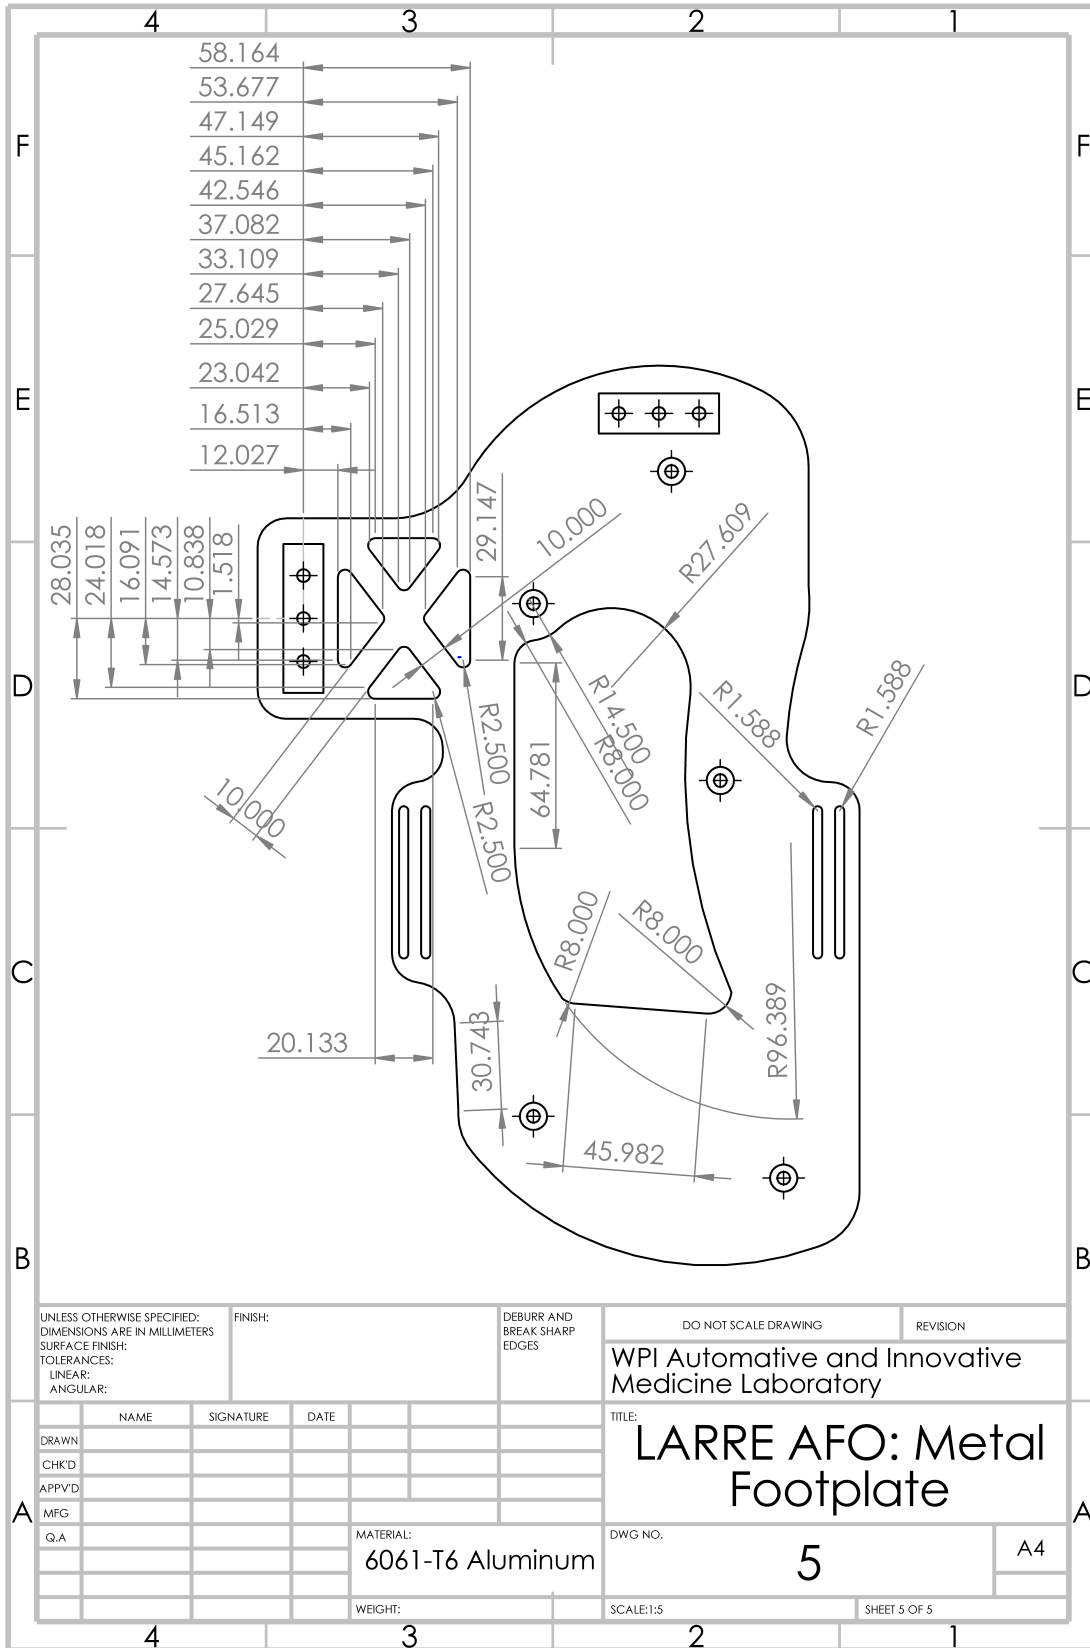 4 3 2 1
58.164
53.677
47.149
45.162
42.546
37.082
33.109
27.645
25.029
23.042
16.513
12.027
F F
E E
D D
C C
B B
A A
28.035
24.018
16.091
14.573
10.838
1.518
29.147
10.000
R27.609
R14.500
R8.000
R1.588
R1.588
R2.500
R2.500
64.781
10.000
R8.000
R8.000
R96.389
20.133
30.743
45.982
UNLESS OTHERWISE SPECIFIED:
DIMENSIONS ARE IN MILLIMETERS
SURFACE FINISH:
TOLERANCES:
LINEAR:
ANGULAR:
FINISH:
DEBURR AND
BREAK SHARP
EDGES
DO NOT SCALE DRAWING
REVISION
WPI Automative and Innovative
Medicine Laboratory
NAME SIGNATURE DATE
DRAWN
CHK'D
APPV'D
MFG
Q.A
TITLE:
LARRE AFO: Metal
Footplate
MATERIAL:
6061-T6 Aluminum
DWG NO.
5
A4
WEIGHT:
SCALE:1:5
SHEET 5 OF 5
4 3 2 1